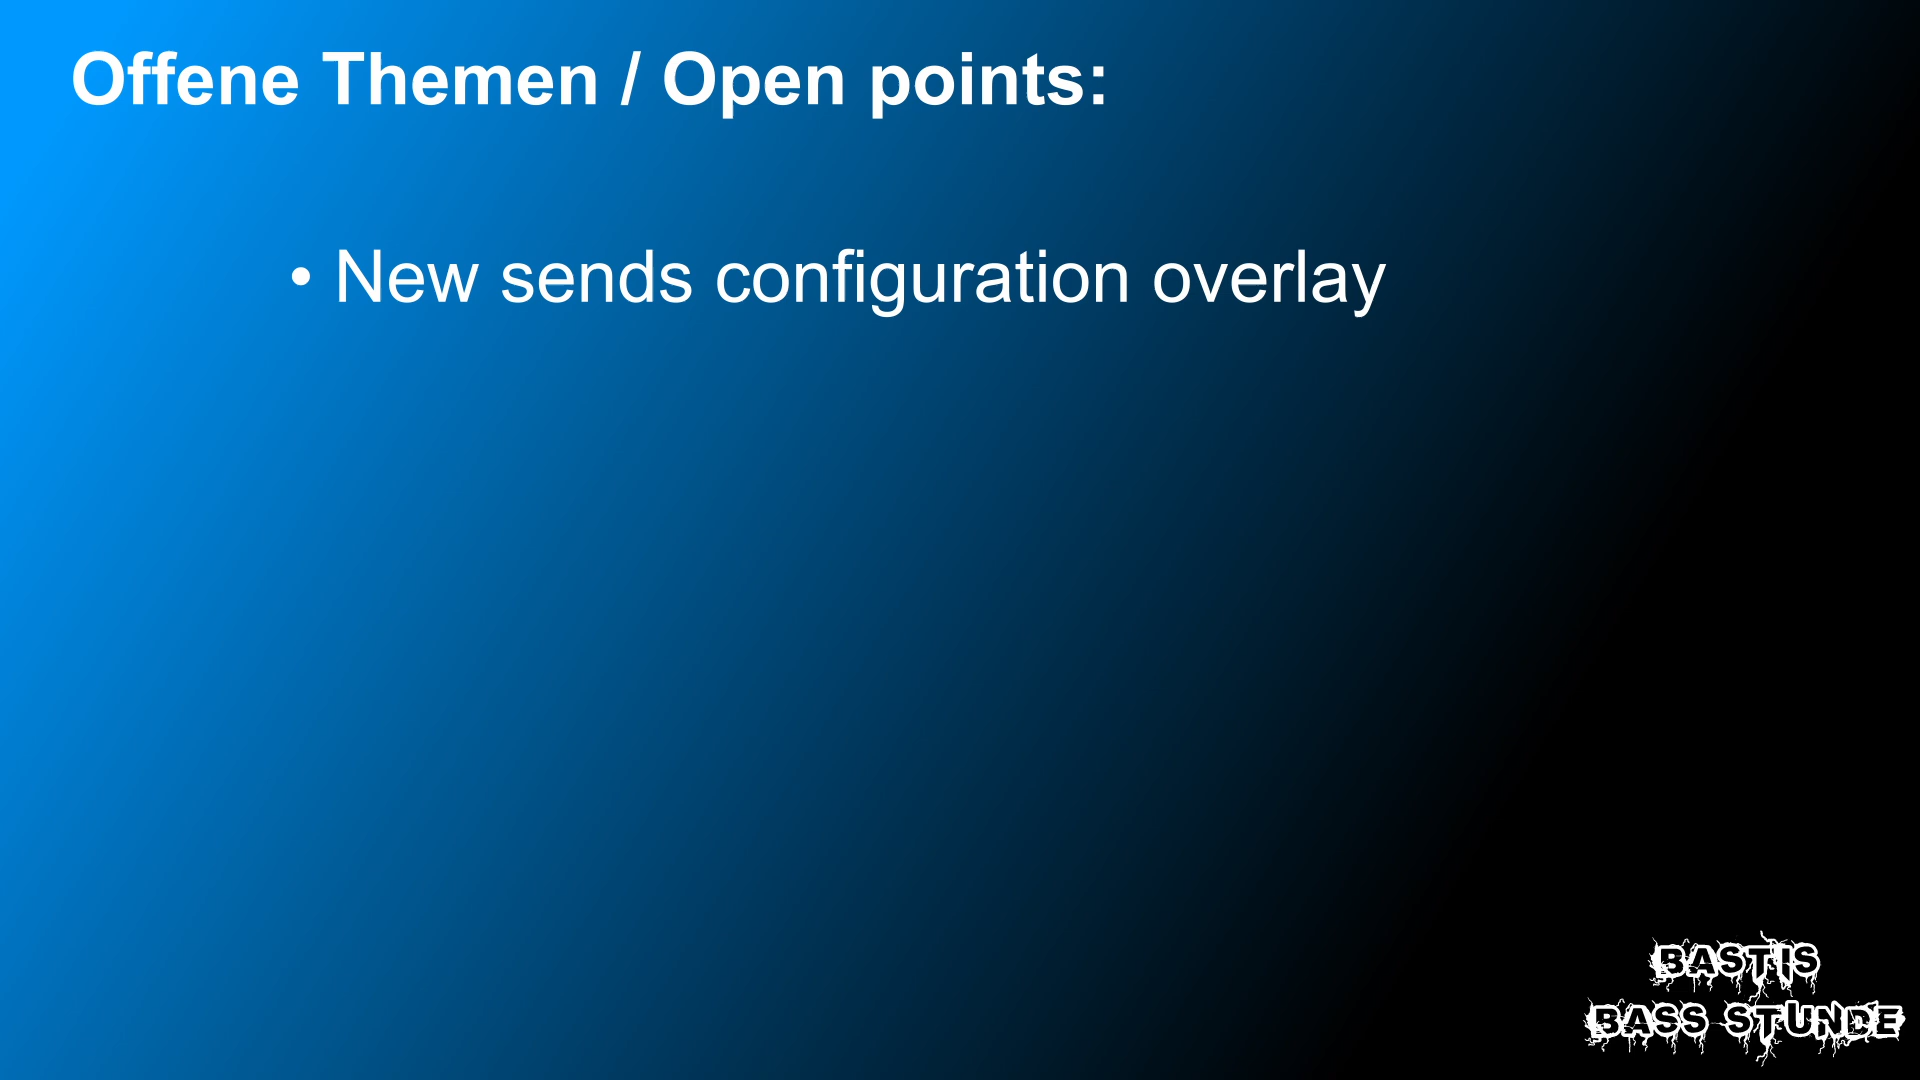 Offene Themen / Open points:
• New sends configuration overlay
BASTIS
BASS STUNDE